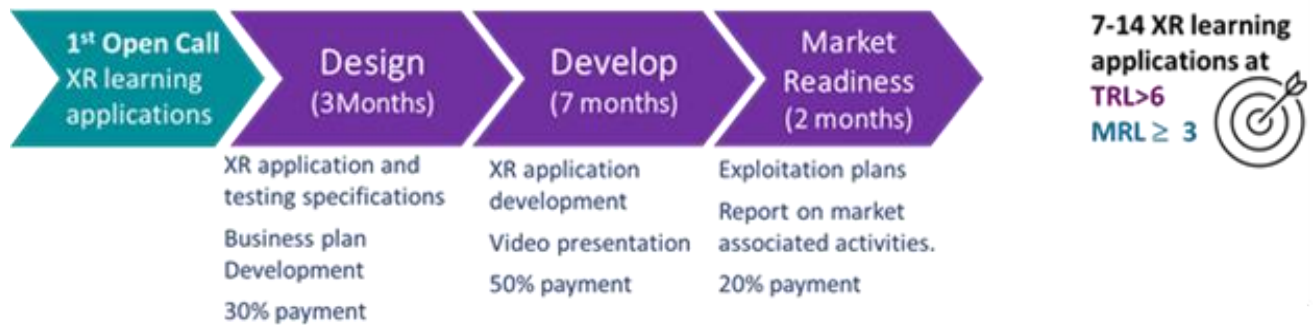 1st Open Call
XR learning
applications
Design
(3Months)
Develop
(7 months)
Market
Readiness
(2 months)
7-14 XR learning
applications at
TRL>6
MRL ≥ 3
XR application and
testing specifications
Business plan
Development
30% payment
XR application
development
Video presentation
50% payment
Exploitation plans
Report on market
associated activities.
20% payment